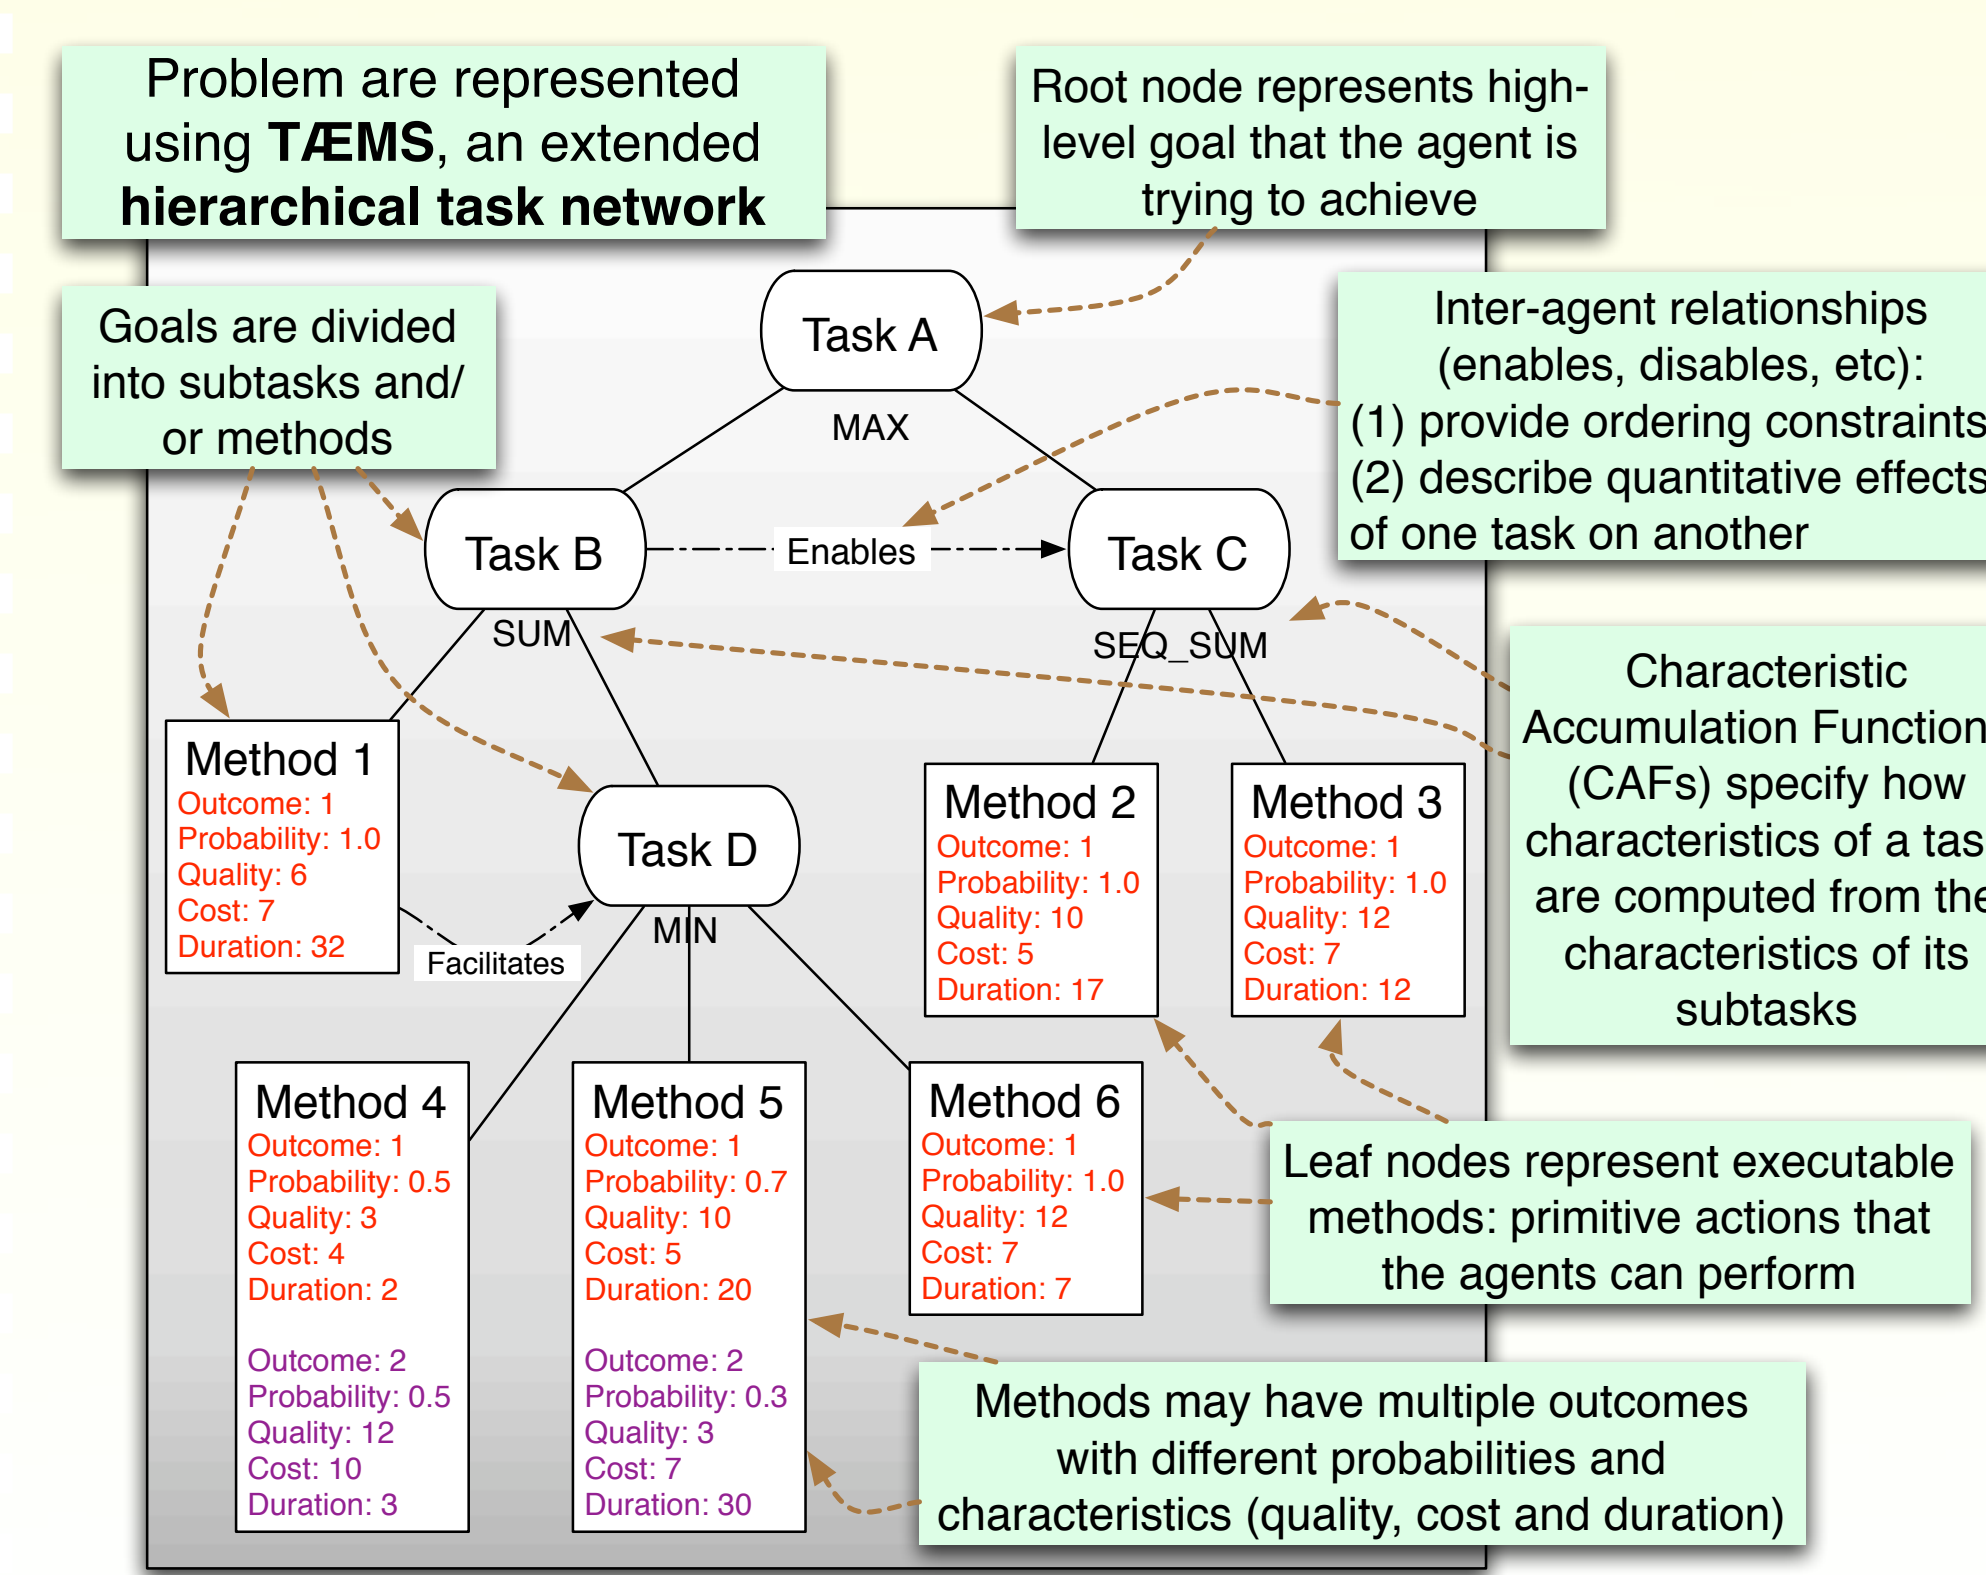 Problem are represented
using TÆMS, an extended
hierarchical task network
Root node represents high-
level goal that the agent is
trying to achieve
Goals are divided
into subtasks and/
or methods
Task A
MAX
Inter-agent relationships
(enables, disables, etc):
(1) provide ordering constraints
(2) describe quantitative effects
of one task on another
Task B
Enables
Task C
SUM
SEQ_SUM
Characteristic
Accumulation Function
(CAFs) specify how
characteristics of a
are computed from
characteristics of its
subtasks
Method 1
Outcome: 1
Probability: 1.0
Quality: 6
Cost: 7
Duration: 32
Facilitates
Task D
MIN
Method 2
Outcome: 1
Probability: 1.0
Quality: 10
Cost: 5
Duration: 17
Method 3
Outcome: 1
Probability: 1.0
Quality: 12
Cost: 7
Duration: 12
Method 4
Outcome: 1
Probability: 0.5
Quality: 3
Cost: 4
Duration: 2
Outcome: 2
Probability: 0.5
Quality: 12
Cost: 10
Duration: 3
Method 5
Outcome: 1
Probability: 0.7
Quality: 10
Cost: 5
Duration: 20
Outcome: 2
Probability: 0.3
Quality: 3
Cost: 7
Duration: 30
Method 6
Outcome: 1
Probability: 1.0
Quality: 12
Cost: 7
Duration: 7
Leaf nodes represent executable
methods: primitive actions that
the agents can perform
Methods may have multiple outcomes
with different probabilities and
characteristics (quality, cost and duration)